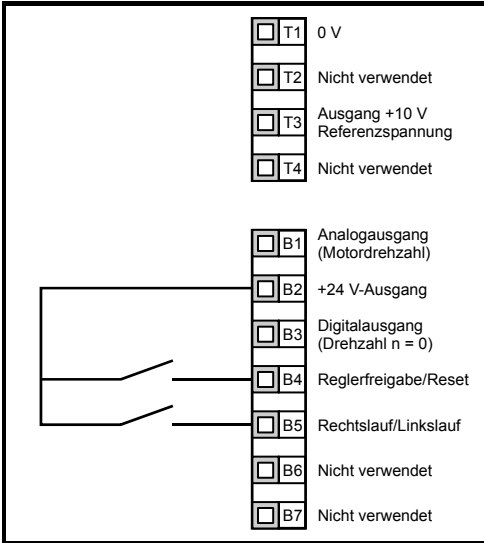 T1 0 V
T2 Nicht verwendet
T3 Ausgang +10 V
Referenzspannung
T4 Nicht verwendet
B1 Analogausgang
(Motordrehzahl)
B2 +24 V-Ausgang
B3 Digitalausgang
(Drehzahl n = 0)
B4 Reglerfreigabe/Reset
B5 Rechtslauf/Linkslauf
B6 Nicht verwendet
B7 Nicht verwendet